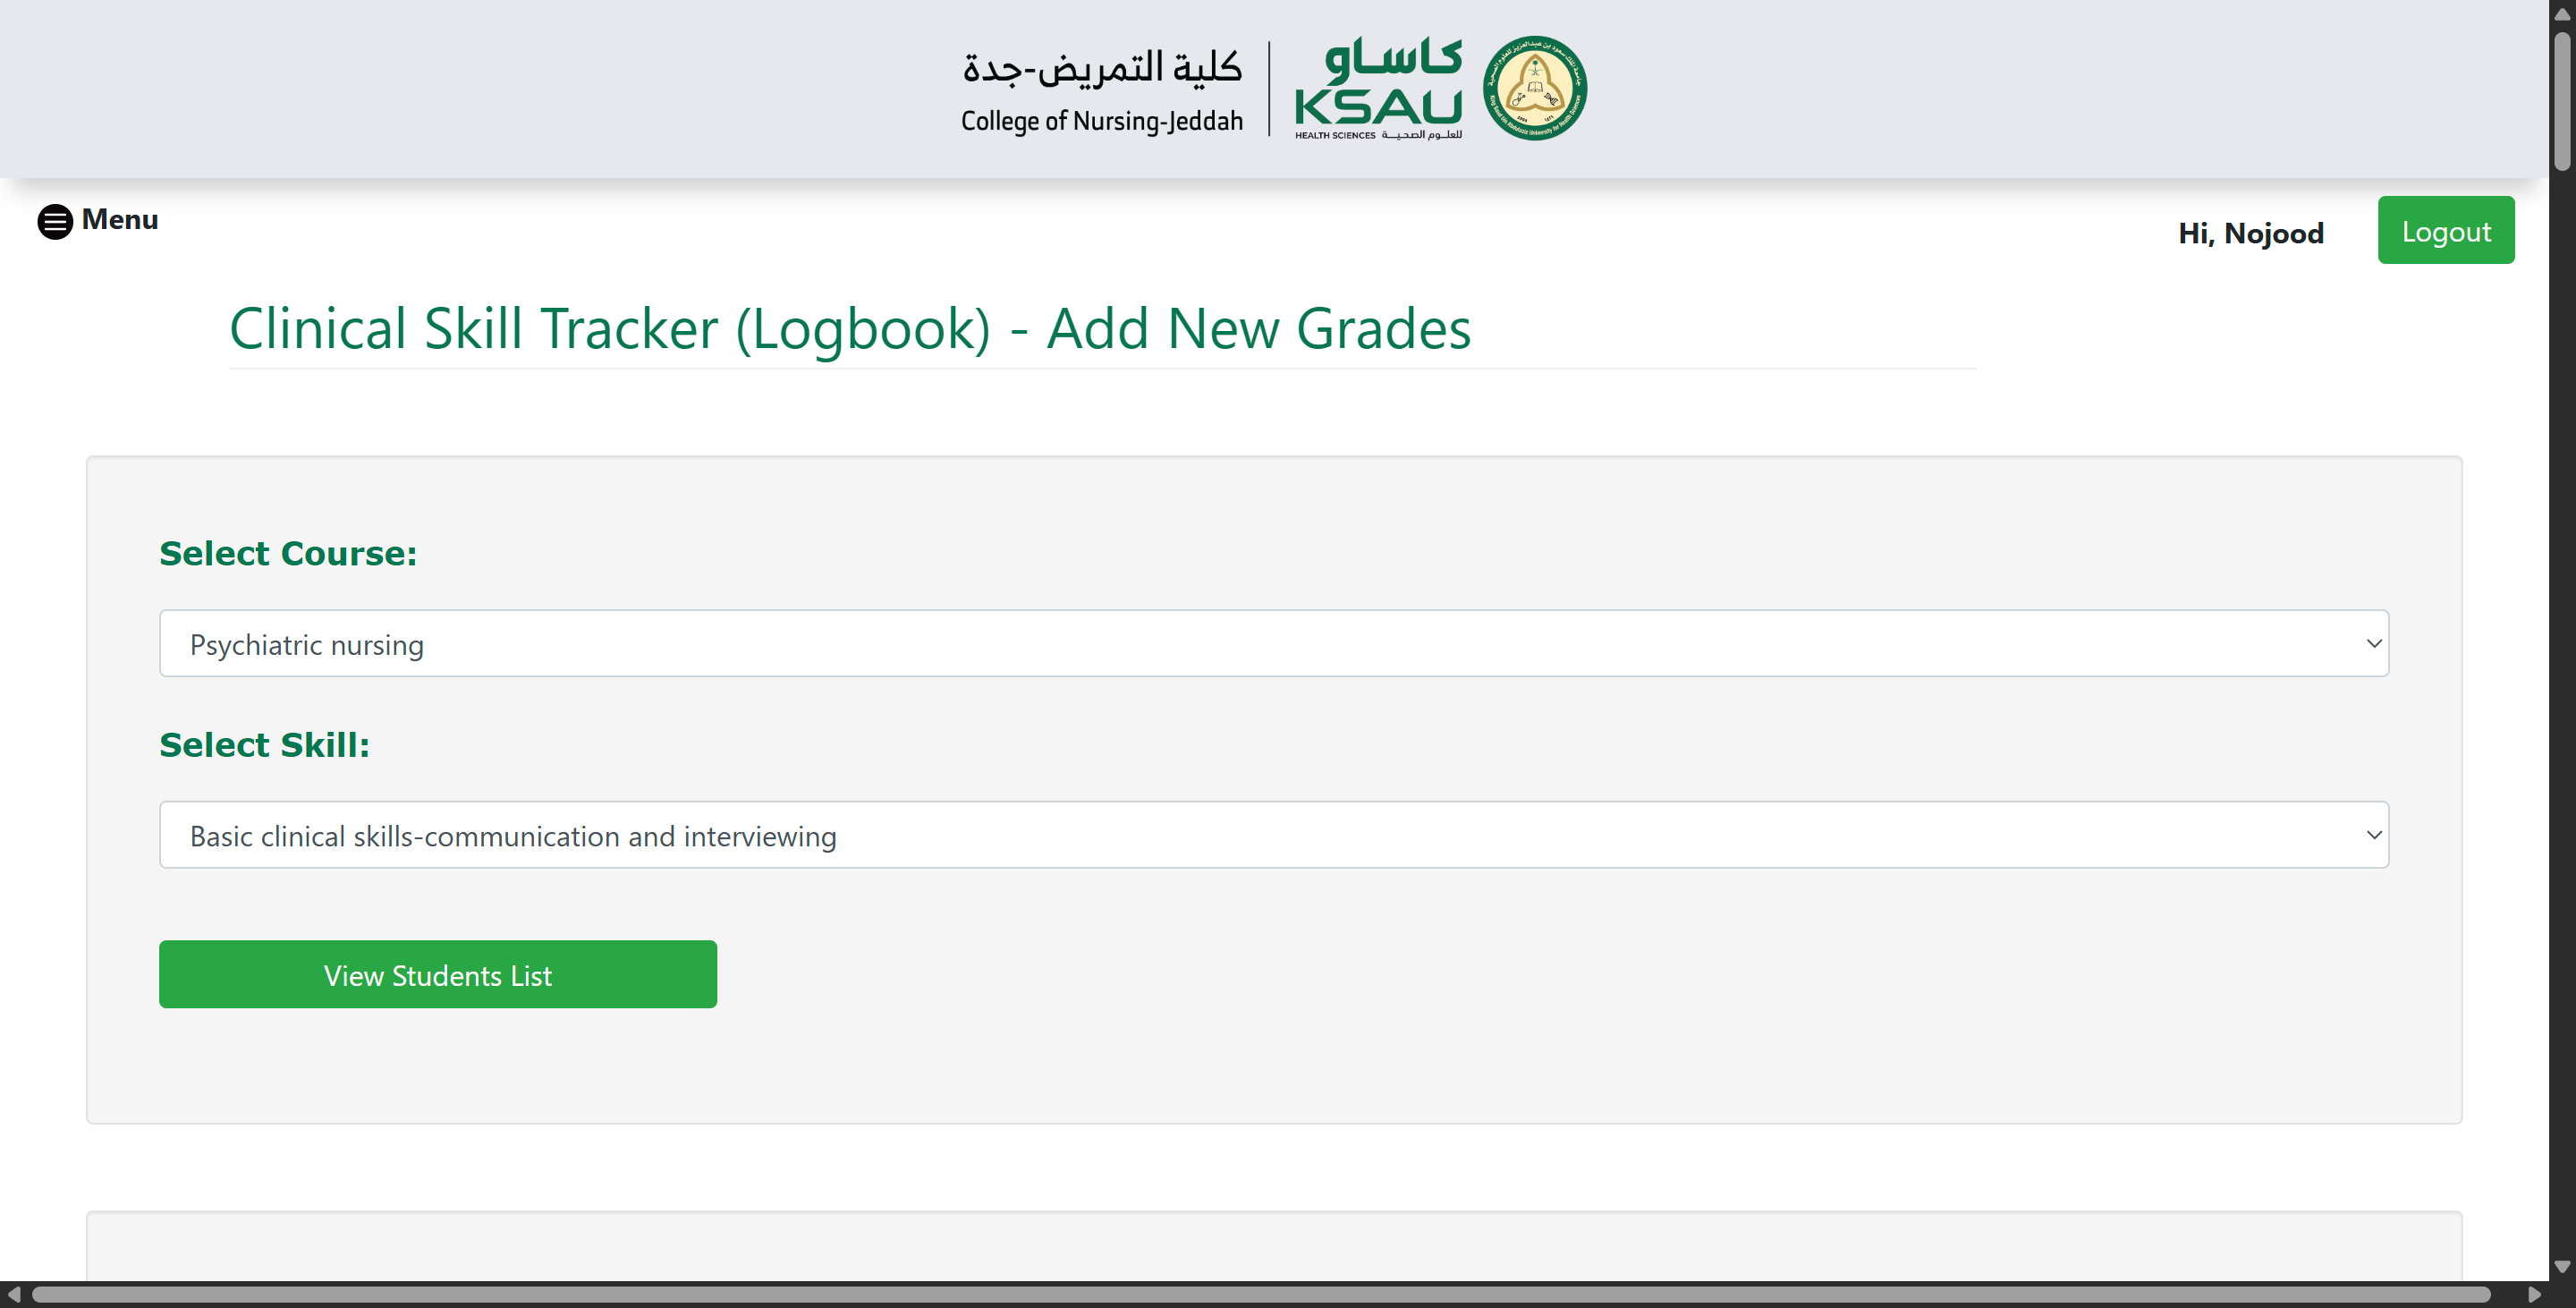 كلية التمريض-جدة
College of Nursing-Jeddah
كاساو
KSAU
HEALTH SCIENCES للعلوم الصحية
Menu
Hi, Nojood
Logout
Clinical Skill Tracker (Logbook) - Add New Grades
Select Course:
Psychiatric nursing
Select Skill:
Basic clinical skills-communication and interviewing
View Students List